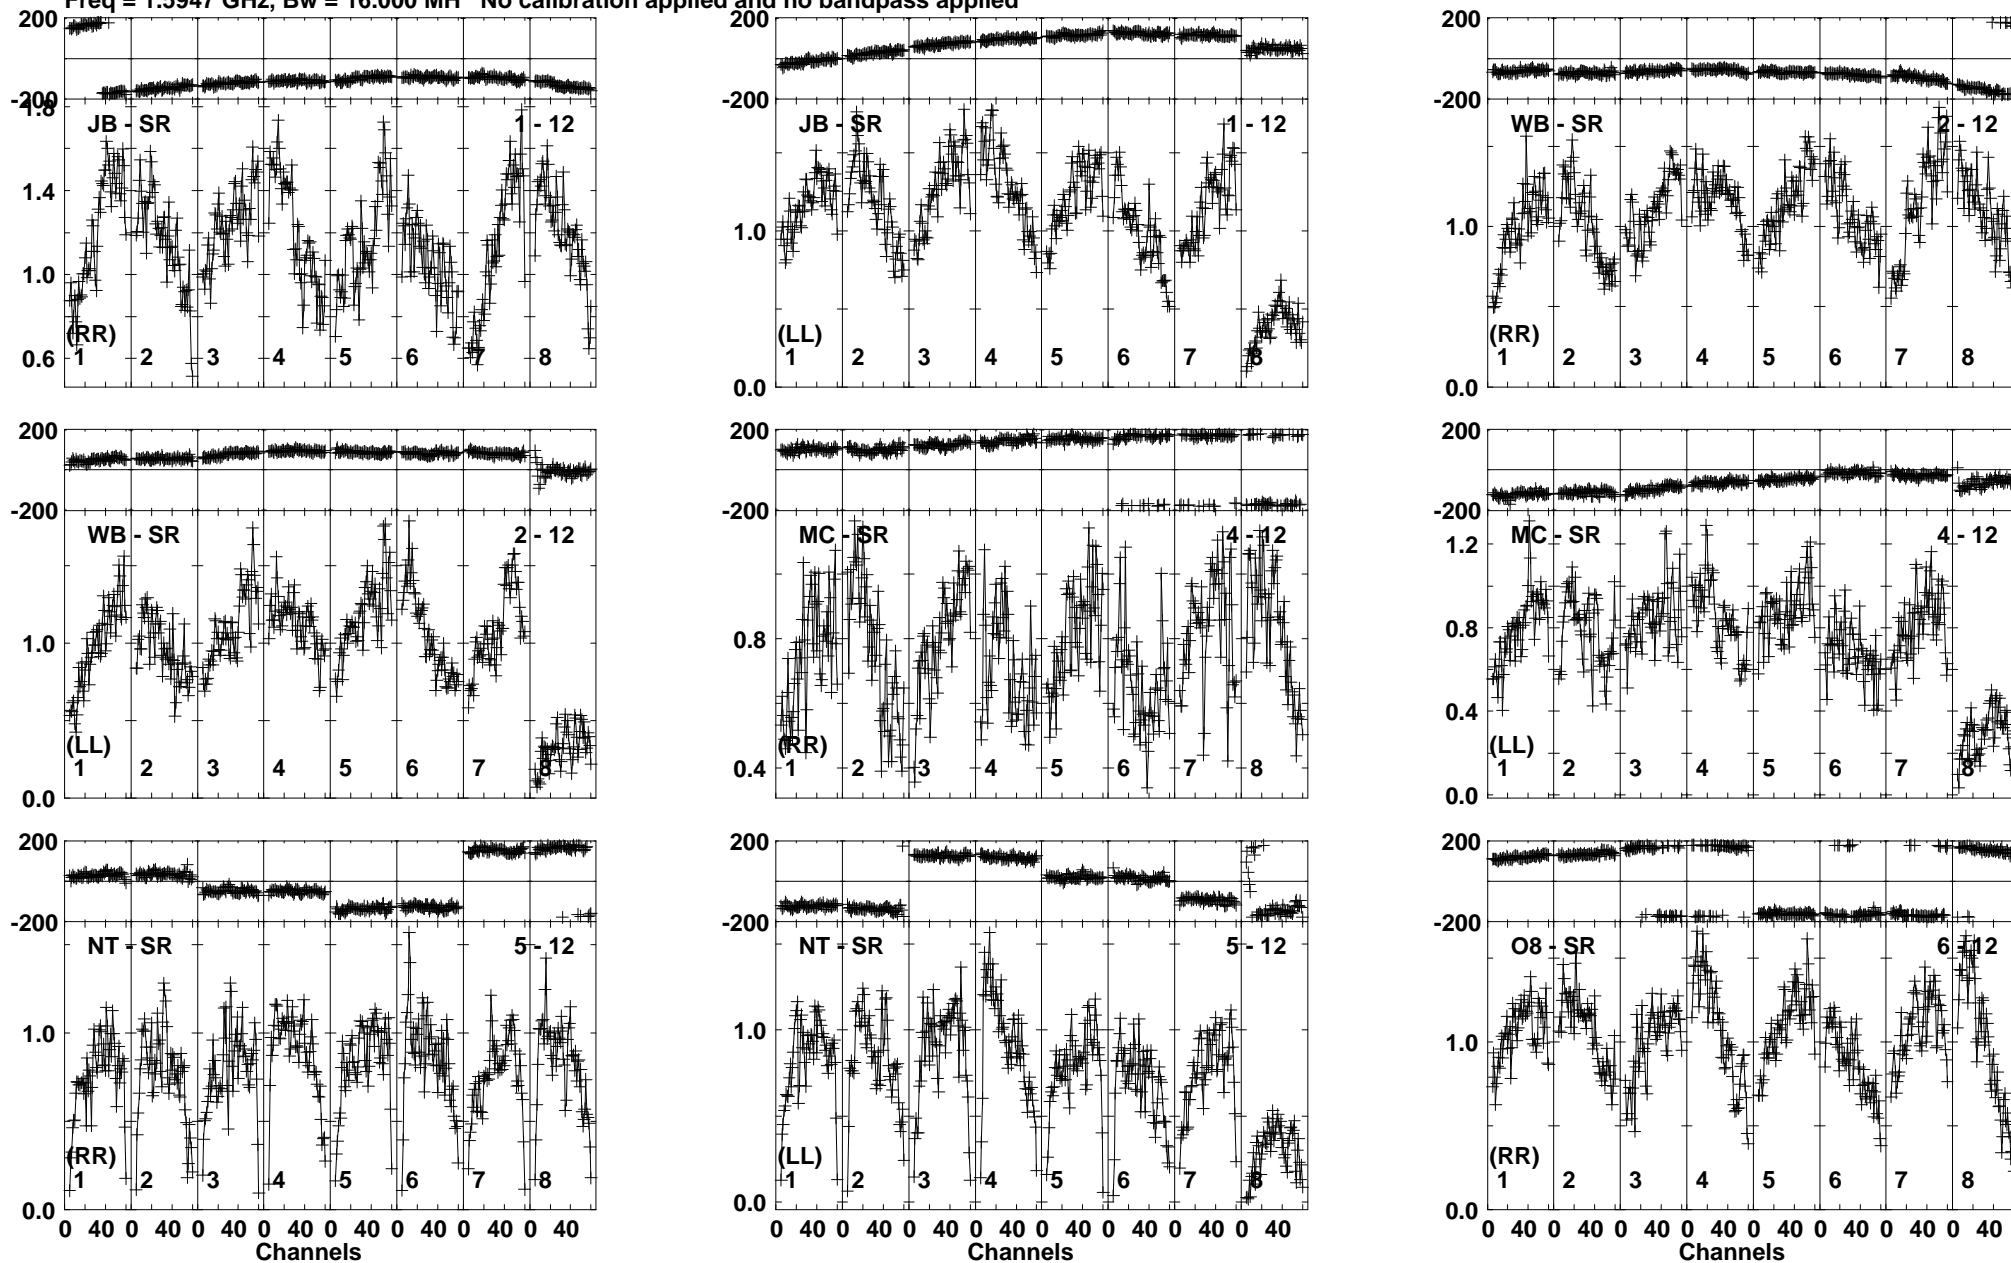 Freq = 1.5947 GHz, Bw = 16.000 MH No calibration applied and no bandpass applied
200 200 200
-200 -200 -200
1.8
JB - SR 1 - 12 JB - SR 1 - 12 WB - SR 2 - 12
1.4
1.0 1.0 1.0
(RR) (LL) (RR)
0.6 1 2 3 4 5 6 7 8 1 2 3 4 5 6 7 8 1 2 3 4 5 6 7 8
0.0 0.0
200 200 200
-200 -200 -200
WB - SR 2 - 12 MC - SR 4 - 12 MC - SR 4 - 12
1.2
1.0 0.8 0.8
0.4
(LL) (RR) (LL)
1 2 3 4 5 6 7 8 0.4 1 2 3 4 5 6 7 8 1 2 3 4 5 6 7 8
0.0 0.0
200 200 200
-200 -200 -200
NT - SR 5 - 12 NT - SR 5 - 12 O8 - SR 6 - 12
1.0 1.0 1.0
(RR) (LL) (RR)
1 2 3 4 5 6 7 8 1 2 3 4 5 6 7 8 1 2 3 4 5 6 7 8
0.0 0.0 0.0
0 40 0 40 0 40 0 40 0 40 0 40 0 40 0 40 0 40 0 40 0 40 0 40 0 40 0 40 0 40 0 40 0 40 0 40 0 40 0 40 0 40 0 40 0 40 0 40
Channels Channels